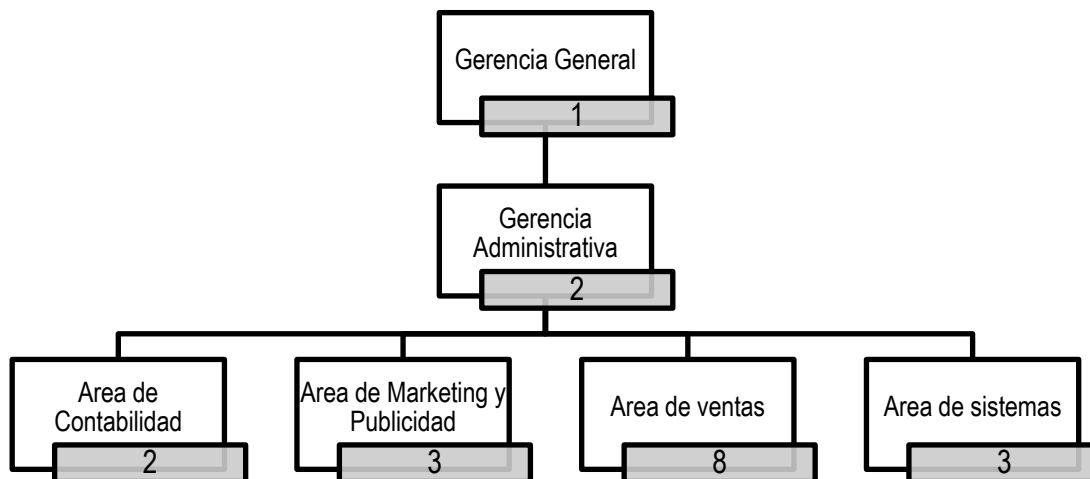 Gerencia General
1
Gerencia
Administrativa
2
Area de
Contabilidad
2
Area de Marketing y
Publicidad
3
Area de ventas
8
Area de sistemas
3